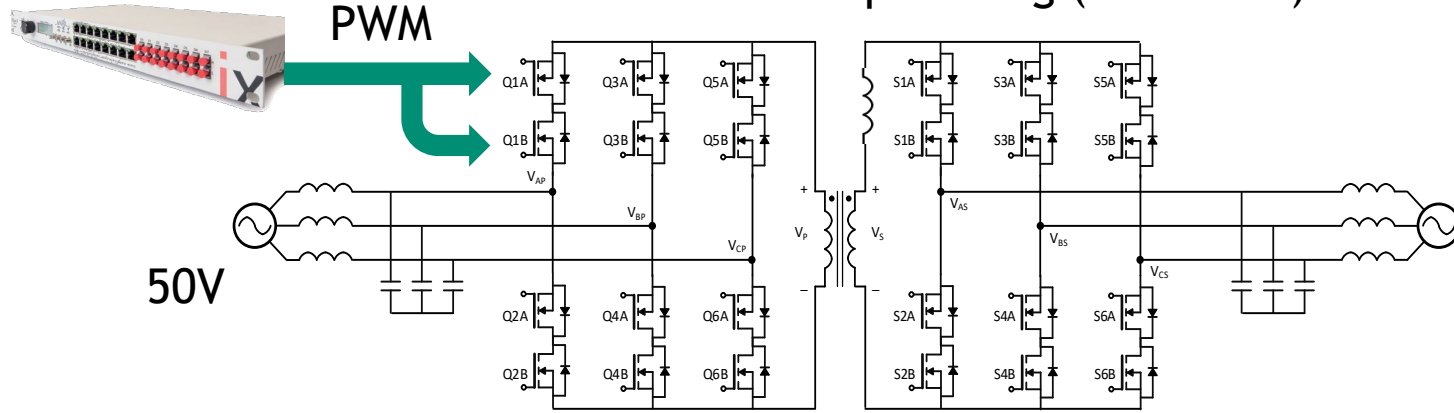 PWM
ix
Q1A
Q3A
Q5A
S1A
S3A
S5A
Q1B
Q3B
Q5B
S1B
S3B
S5B
VAP
VBP
VCP
+
+
VP
VS
−
−
VAS
VBS
VCS
50V
Q2A
Q4A
Q6A
S2A
S4A
S6A
Q2B
Q4B
Q6B
S2B
S4B
S6B